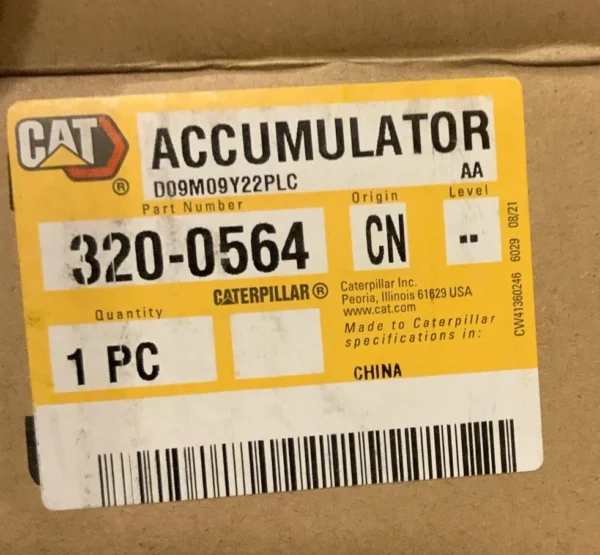 CAT
®
ACCUMULATOR
D09M09Y22PLC
AA
Part Number
Origin
Level
320-0564
CN
--
CATERPILLAR®
Caterpillar Inc.
Peoria, Illinois 61629 USA
www.cat.com
Quantity
1 PC
Made to Caterpillar
specifications in:
CHINA
CW41360246 6029 08/21